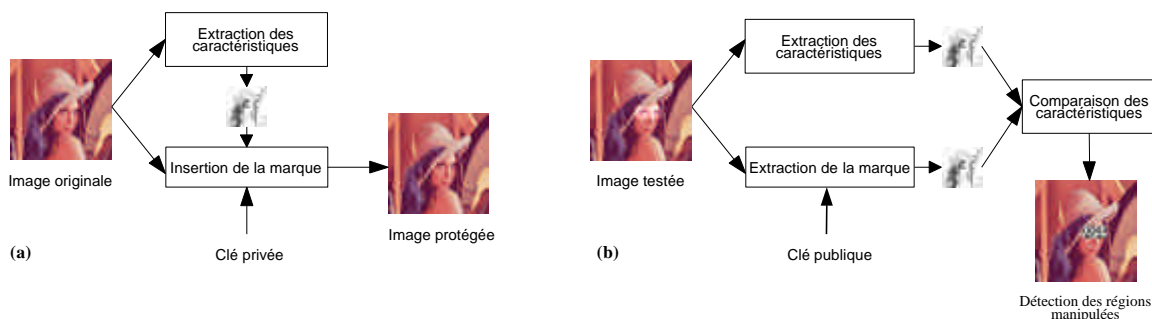 Extraction des
caractéristiques
Image originale
Insertion de la marque
Image protégée
Clé privée
(a)
Extraction des
caractéristiques
Comparaison des
caractéristiques
Image testée
Extraction de la marque
Clé publique
(b)
Détection des régions
manipulées